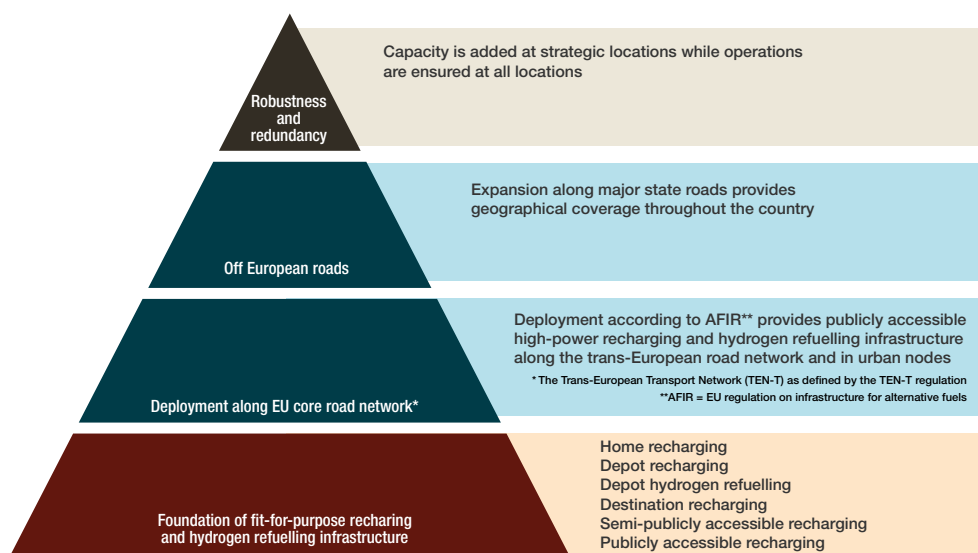 Robustness
and
redundancy
Capacity is added at strategic locations while operations
are ensured at all locations
Off European roads
Expansion along major state roads provides
geographical coverage throughout the country
Deployment along EU core road network*
Deployment according to AFIR** provides publicly accessible
high-power recharging and hydrogen refuelling infrastructure
along the trans-European road network and in urban nodes
* The Trans-European Transport Network (TEN-T) as defined by the TEN-T regulation
**AFIR = EU regulation on infrastructure for alternative fuels
Foundation of fit-for-purpose recharing
and hydrogen refuelling infrastructure
Home recharging
Depot recharging
Depot hydrogen refuelling
Destination recharging
Semi-publicly accessible recharging
Publicly accessible recharging